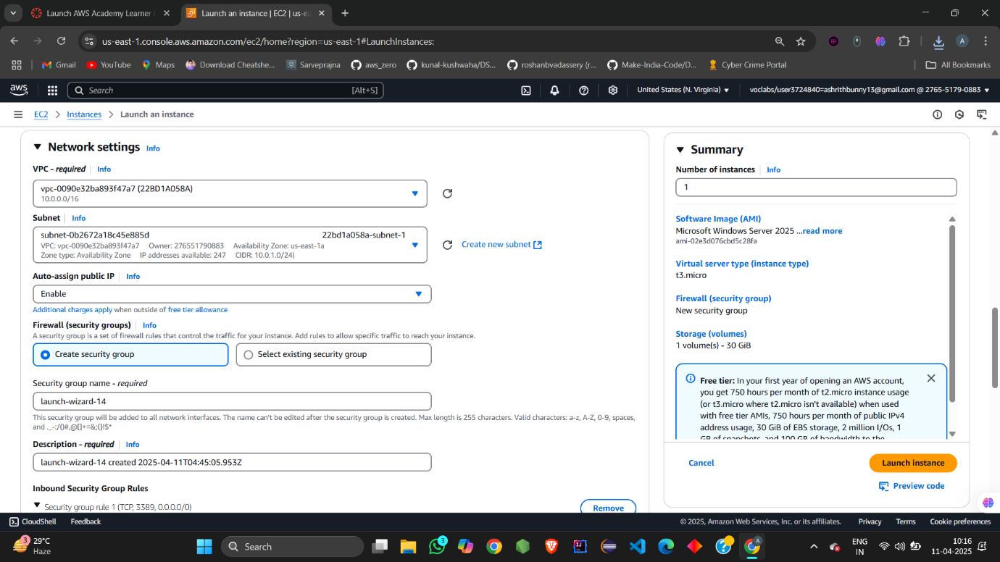 Launch AWS Academy Learner
Launch an instance | EC2 | us-ea
us-east-1.console.aws.amazon.com/ec2/home?region=us-east-1#LaunchInstances:
A
Gmail
YouTube
Maps
Download Cheatshe...
Sarveprajna
aws_zero
kunal-kushwaha/DS...
roshanbvadassery (r...
Make-India-Code/D...
Cyber Crime Portal
All Bookmarks
aws
Search
[Alt+S]
United States (N. Virginia)
voclabs/user3724840=ashrithbunny13@gmail.com @ 2765-5179-0883
EC2
Instances
Launch an instance
Network settings Info
VPC - required Info
vpc-0090e32ba893f47a7 (22BD1A058A)
10.0.0.0/16
Subnet Info
subnet-0b2672a18c45e885d 22bd1a058a-subnet-1
VPC: vpc-0090e32ba893f47a7 Owner: 276551790883 Availability Zone: us-east-1a
Zone type: Availability Zone IP addresses available: 247 CIDR: 10.0.1.0/24)
Create new subnet
Auto-assign public IP Info
Enable
Additional charges apply when outside of free tier allowance
Firewall (security groups) Info
A security group is a set of firewall rules that control the traffic for your instance. Add rules to allow specific traffic to reach your instance.
Create security group
Select existing security group
Security group name - required
launch-wizard-14
This security group will be added to all network interfaces. The name can't be edited after the security group is created. Max length is 255 characters. Valid characters: a-z, A-Z, 0-9, spaces,
and ._-:/()#,@[]+=&;{}!$*
Description - required Info
launch-wizard-14 created 2025-04-11T04:45:05.953Z
Inbound Security Group Rules
Security group rule 1 (TCP, 3389, 0.0.0.0/0)
Remove
Summary
Number of instances Info
1
Software Image (AMI)
Microsoft Windows Server 2025 ...read more
ami-02e3d076cbd5c28fa
Virtual server type (instance type)
t3.micro
Firewall (security group)
New security group
Storage (volumes)
1 volume(s) - 30 GiB
Free tier: In your first year of opening an AWS account,
you get 750 hours per month of t2.micro instance usage
(or t3.micro where t2.micro isn't available) when used
with free tier AMIs, 750 hours per month of public IPv4
address usage, 30 GiB of EBS storage, 2 million I/Os, 1
GB of snapshots, and 100 GB of bandwidth to the
Cancel
Launch instance
Preview code
CloudShell
Feedback
© 2025, Amazon Web Services, Inc. or its affiliates.
Privacy
Terms
Cookie preferences
3
29°C
Haze
Search
3
A
ENG
IN
10:16
11-04-2025